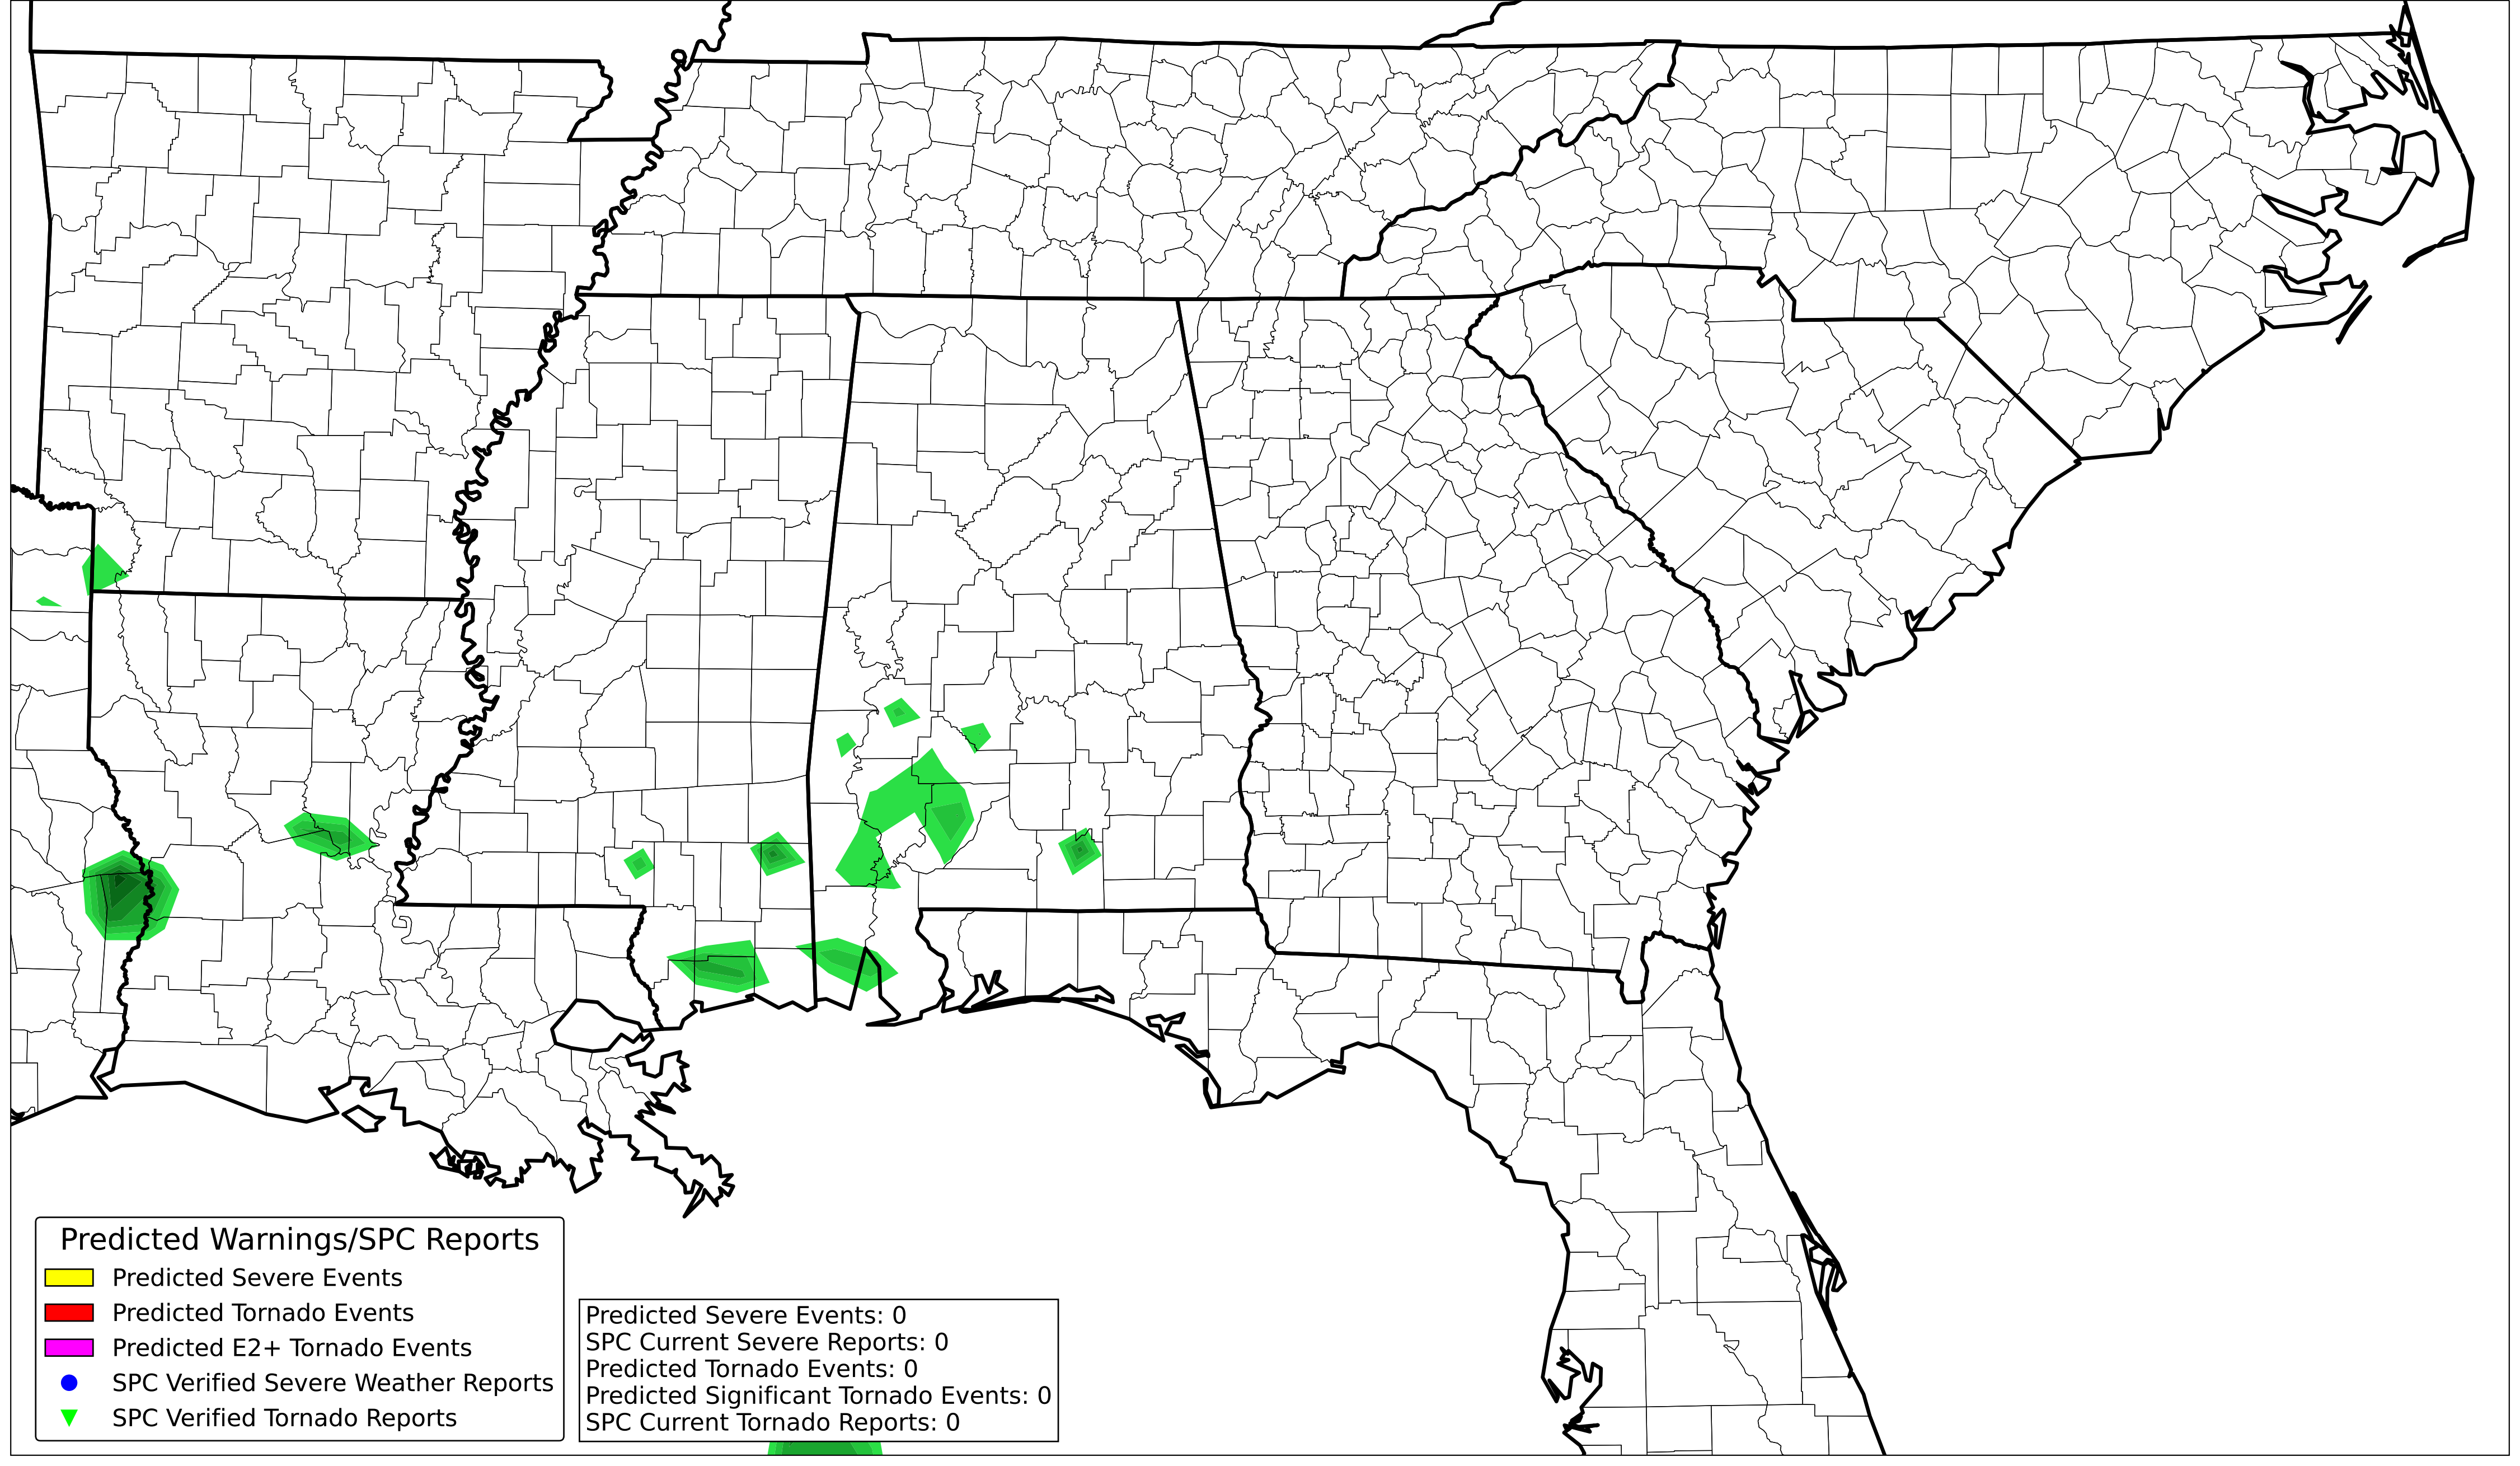 Predicted Warnings/SPC Reports
Predicted Severe Events
Predicted Tornado Events
Predicted E2+ Tornado Events
SPC Verified Severe Weather Reports
SPC Verified Tornado Reports
Predicted Severe Events: 0
SPC Current Severe Reports: 0
Predicted Tornado Events: 0
Predicted Significant Tornado Events: 0
SPC Current Tornado Reports: 0